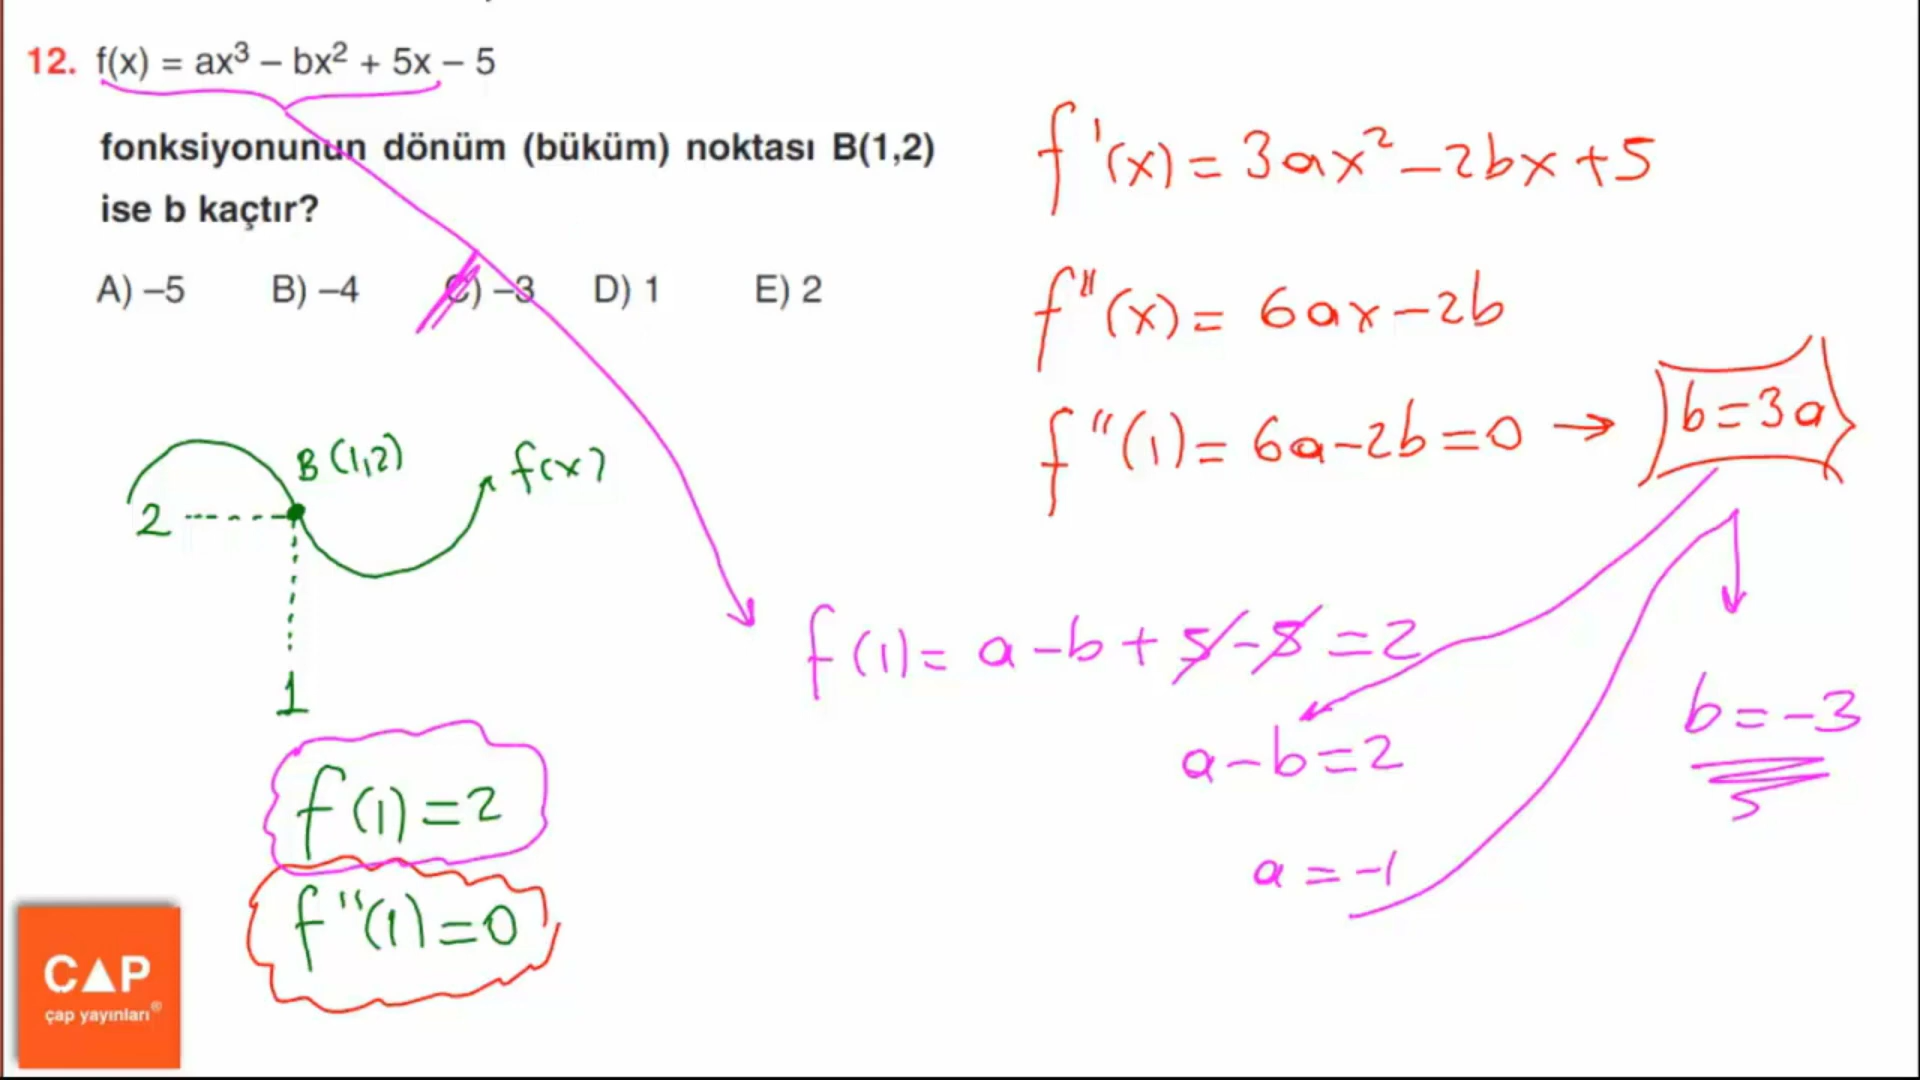 12. f(x) = ax³ – bx² + 5x – 5
fonksiyonunun dönüm (büküm) noktası B(1,2)
ise b kaçtır?
A) –5 B) –4 C) –3 D) 1 E) 2
f'(x) = 3ax² – 2bx + 5
f''(x) = 6ax – 2b
f''(1) = 6a – 2b = 0 → b = 3a
B(1,2)
f(x)
2
1
f(1) = a – b + 5 – 5 = 2
a – b = 2
a = –1
b = –3
f(1) = 2
f''(1) = 0
ÇAP
çap yayınları®